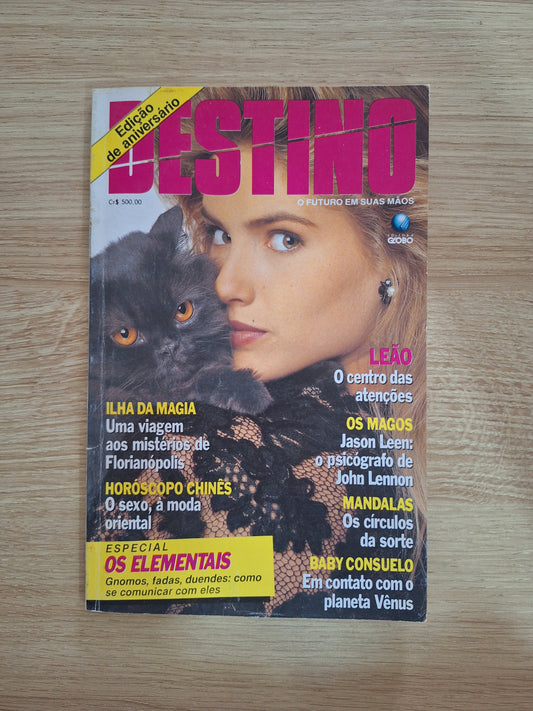 Edição
de aniversário
DESTINO
Cr$ 500,00
O FUTURO EM SUAS MÃOS
GLOBO
LEÃO
O centro das
atenções
ILHA DA MAGIA
Uma viagem
aos mistérios de
Florianópolis
OS MAGOS
Jason Leen:
o psicógrafo de
John Lennon
HORÓSCOPO CHINÊS
O sexo, à moda
oriental
MANDALAS
Os círculos
da sorte
ESPECIAL
OS ELEMENTAIS
Gnomos, fadas, duendes: como
se comunicar com eles
BABY CONSUELO
Em contato com o
planeta Vênus